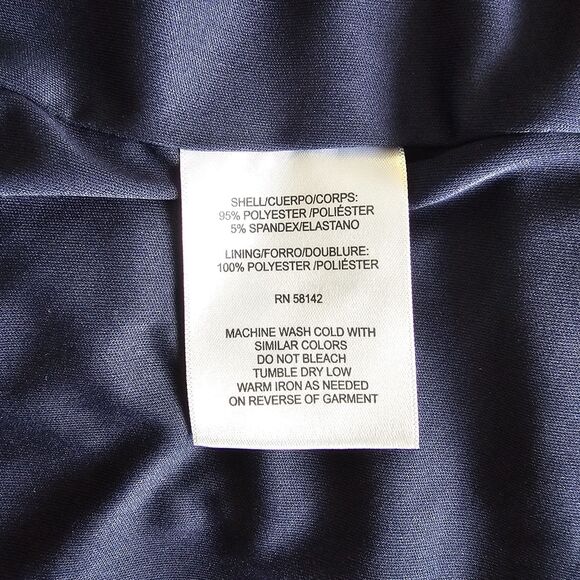 SHELL/CUERPO/CORPS:
95% POLYESTER /POLIÉSTER
5% SPANDEX/ELASTANO
LINING/FORRO/DOUBLURE:
100% POLYESTER /POLIÉSTER
RN 58142
MACHINE WASH COLD WITH
SIMILAR COLORS
DO NOT BLEACH
TUMBLE DRY LOW
WARM IRON AS NEEDED
ON REVERSE OF GARMENT